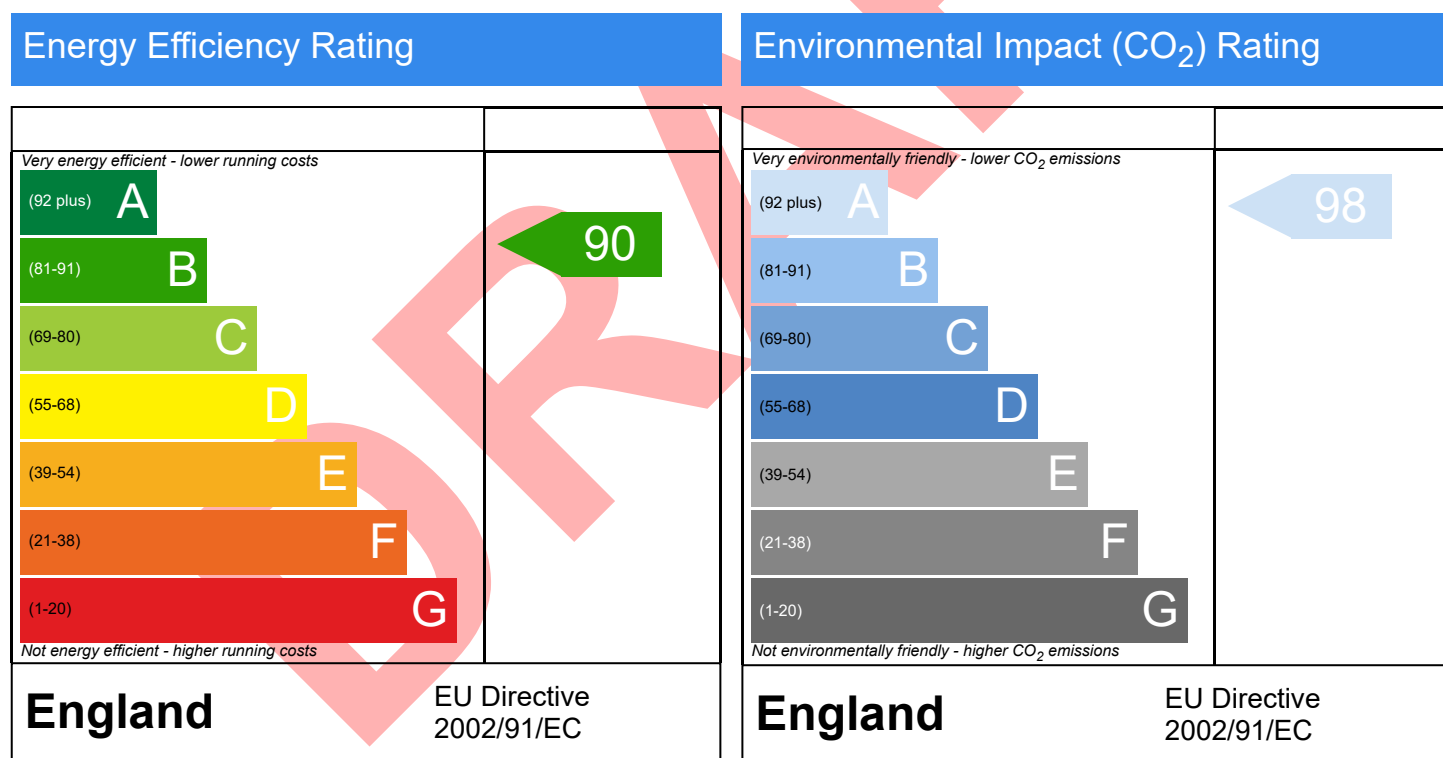 Energy Efficiency Rating
Very energy efficient - lower running costs
(92 plus) A
90
(81-91) B
(69-80) C
(55-68) D
(39-54) E
(21-38) F
(1-20) G
Not energy efficient - higher running costs
England
EU Directive
2002/91/EC
Environmental Impact (CO2) Rating
Very environmentally friendly - lower CO2 emissions
(92 plus) A
98
(81-91) B
(69-80) C
(55-68) D
(39-54) E
(21-38) F
(1-20) G
Not environmentally friendly - higher CO2 emissions
England
EU Directive
2002/91/EC